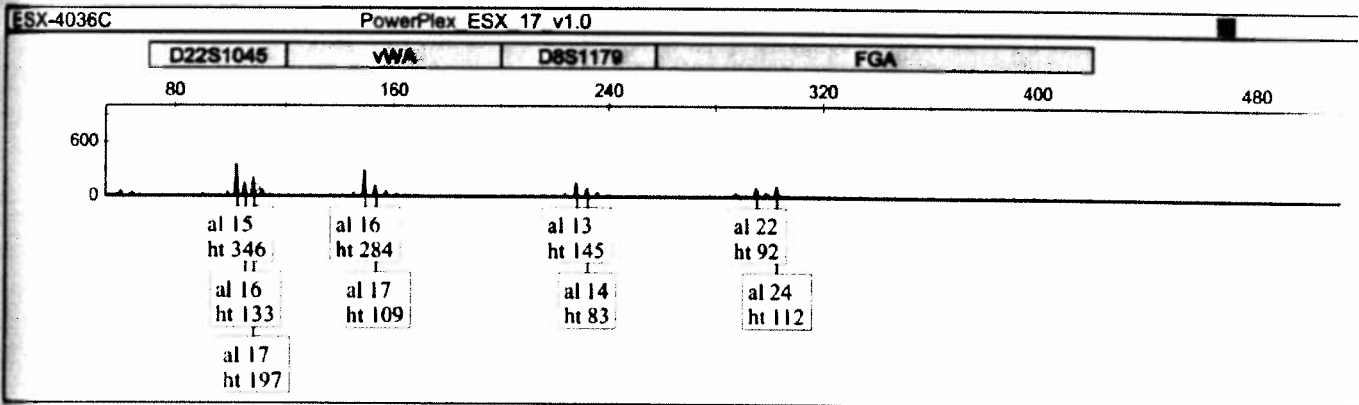 ESX-4036C PowerPlex_ESX_17_v1.0
D22S1045 vWA D8S1179 FGA
80 160 240 320 400 480
600
0
al 15 al 16 al 13 al 22
ht 346 ht 284 ht 145 ht 92
al 16 al 17 al 14 al 24
ht 133 ht 109 ht 83 ht 112
al 17
ht 197